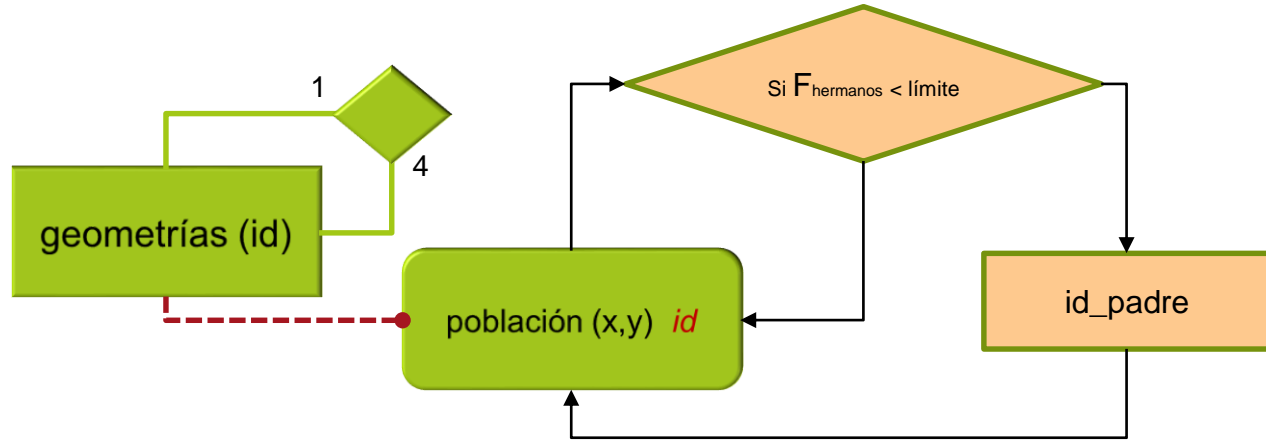 1
Si Fhermanos < límite
4
geometrías (id)
población (x,y) id
id_padre